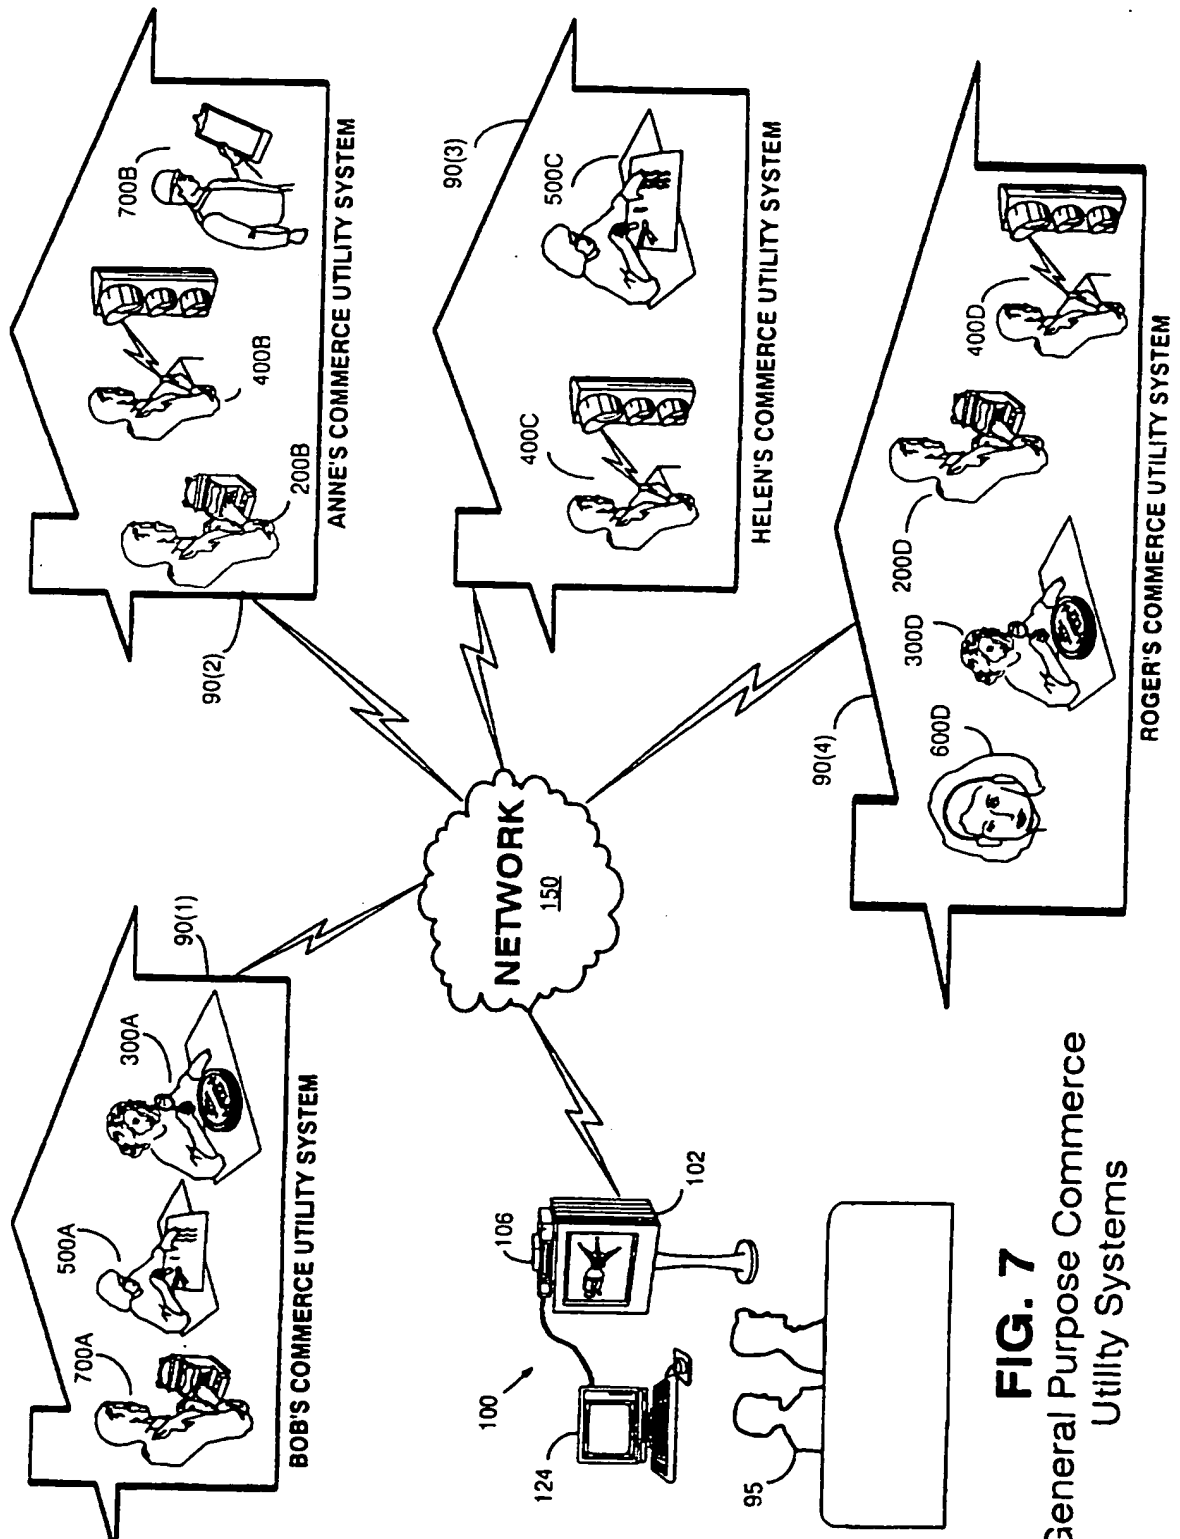 700A
500A
300A
90(1)
BOB'S COMMERCE UTILITY SYSTEM
90(2)
200B
400B
700B
ANNE'S COMMERCE UTILITY SYSTEM
NETWORK
150
90(3)
400C
500C
HELEN'S COMMERCE UTILITY SYSTEM
100
106
102
124
95
90(4)
600D
300D
200D
400D
ROGER'S COMMERCE UTILITY SYSTEM
FIG. 7
General Purpose Commerce
Utility Systems